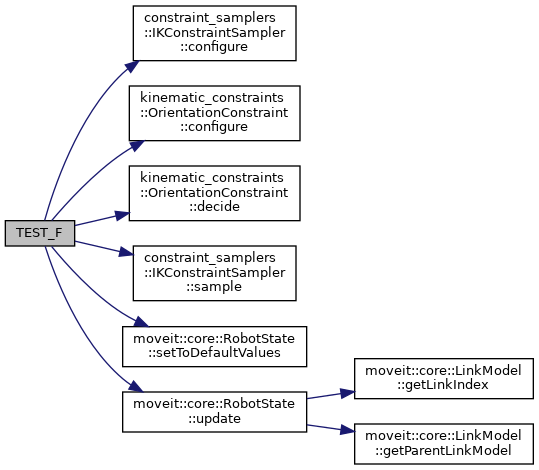 constraint_samplers
::IKConstraintSampler
::configure
kinematic_constraints
::OrientationConstraint
::configure
kinematic_constraints
::OrientationConstraint
::decide
TEST_F
constraint_samplers
::IKConstraintSampler
::sample
moveit::core::RobotState
::setToDefaultValues
moveit::core::RobotState
::update
moveit::core::LinkModel
::getLinkIndex
moveit::core::LinkModel
::getParentLinkModel